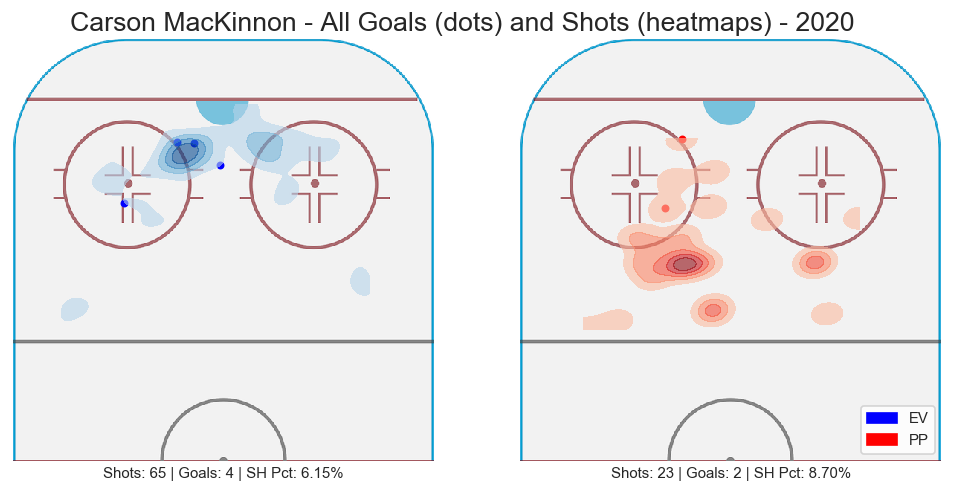 Carson MacKinnon - All Goals (dots) and Shots (heatmaps) - 2020
EV
PP
Shots: 65 | Goals: 4 | SH Pct: 6.15%
Shots: 23 | Goals: 2 | SH Pct: 8.70%